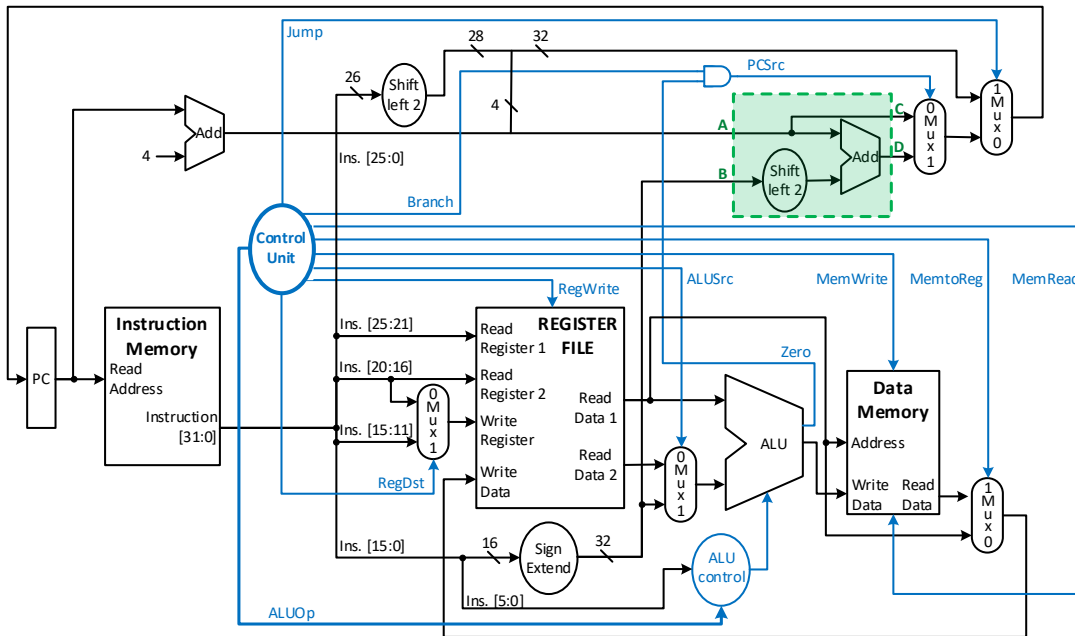 Jump
28
32
26
Shift
left 2
PCSrc
4
Add
4
Ins. [25:0]
A
B
C
D
Shift
left 2
Add
0
M
u
x
1
1
M
u
x
0
Branch
Control
Unit
RegWrite
ALUSrc
MemWrite
MemtoReg
MemRead
Instruction
Memory
Read
Address
Instruction
[31:0]
PC
Ins. [25:21]
Ins. [20:16]
Ins. [15:11]
0
M
u
x
1
RegDst
REGISTER
FILE
Read
Register 1
Read
Register 2
Write
Register
Write
Data
Read
Data 1
Read
Data 2
0
M
u
x
1
Zero
ALU
Data
Memory
Address
Write
Data
Read
Data
1
M
u
x
0
Ins. [15:0]
16
Sign
Extend
32
ALU
control
Ins. [5:0]
ALUOp